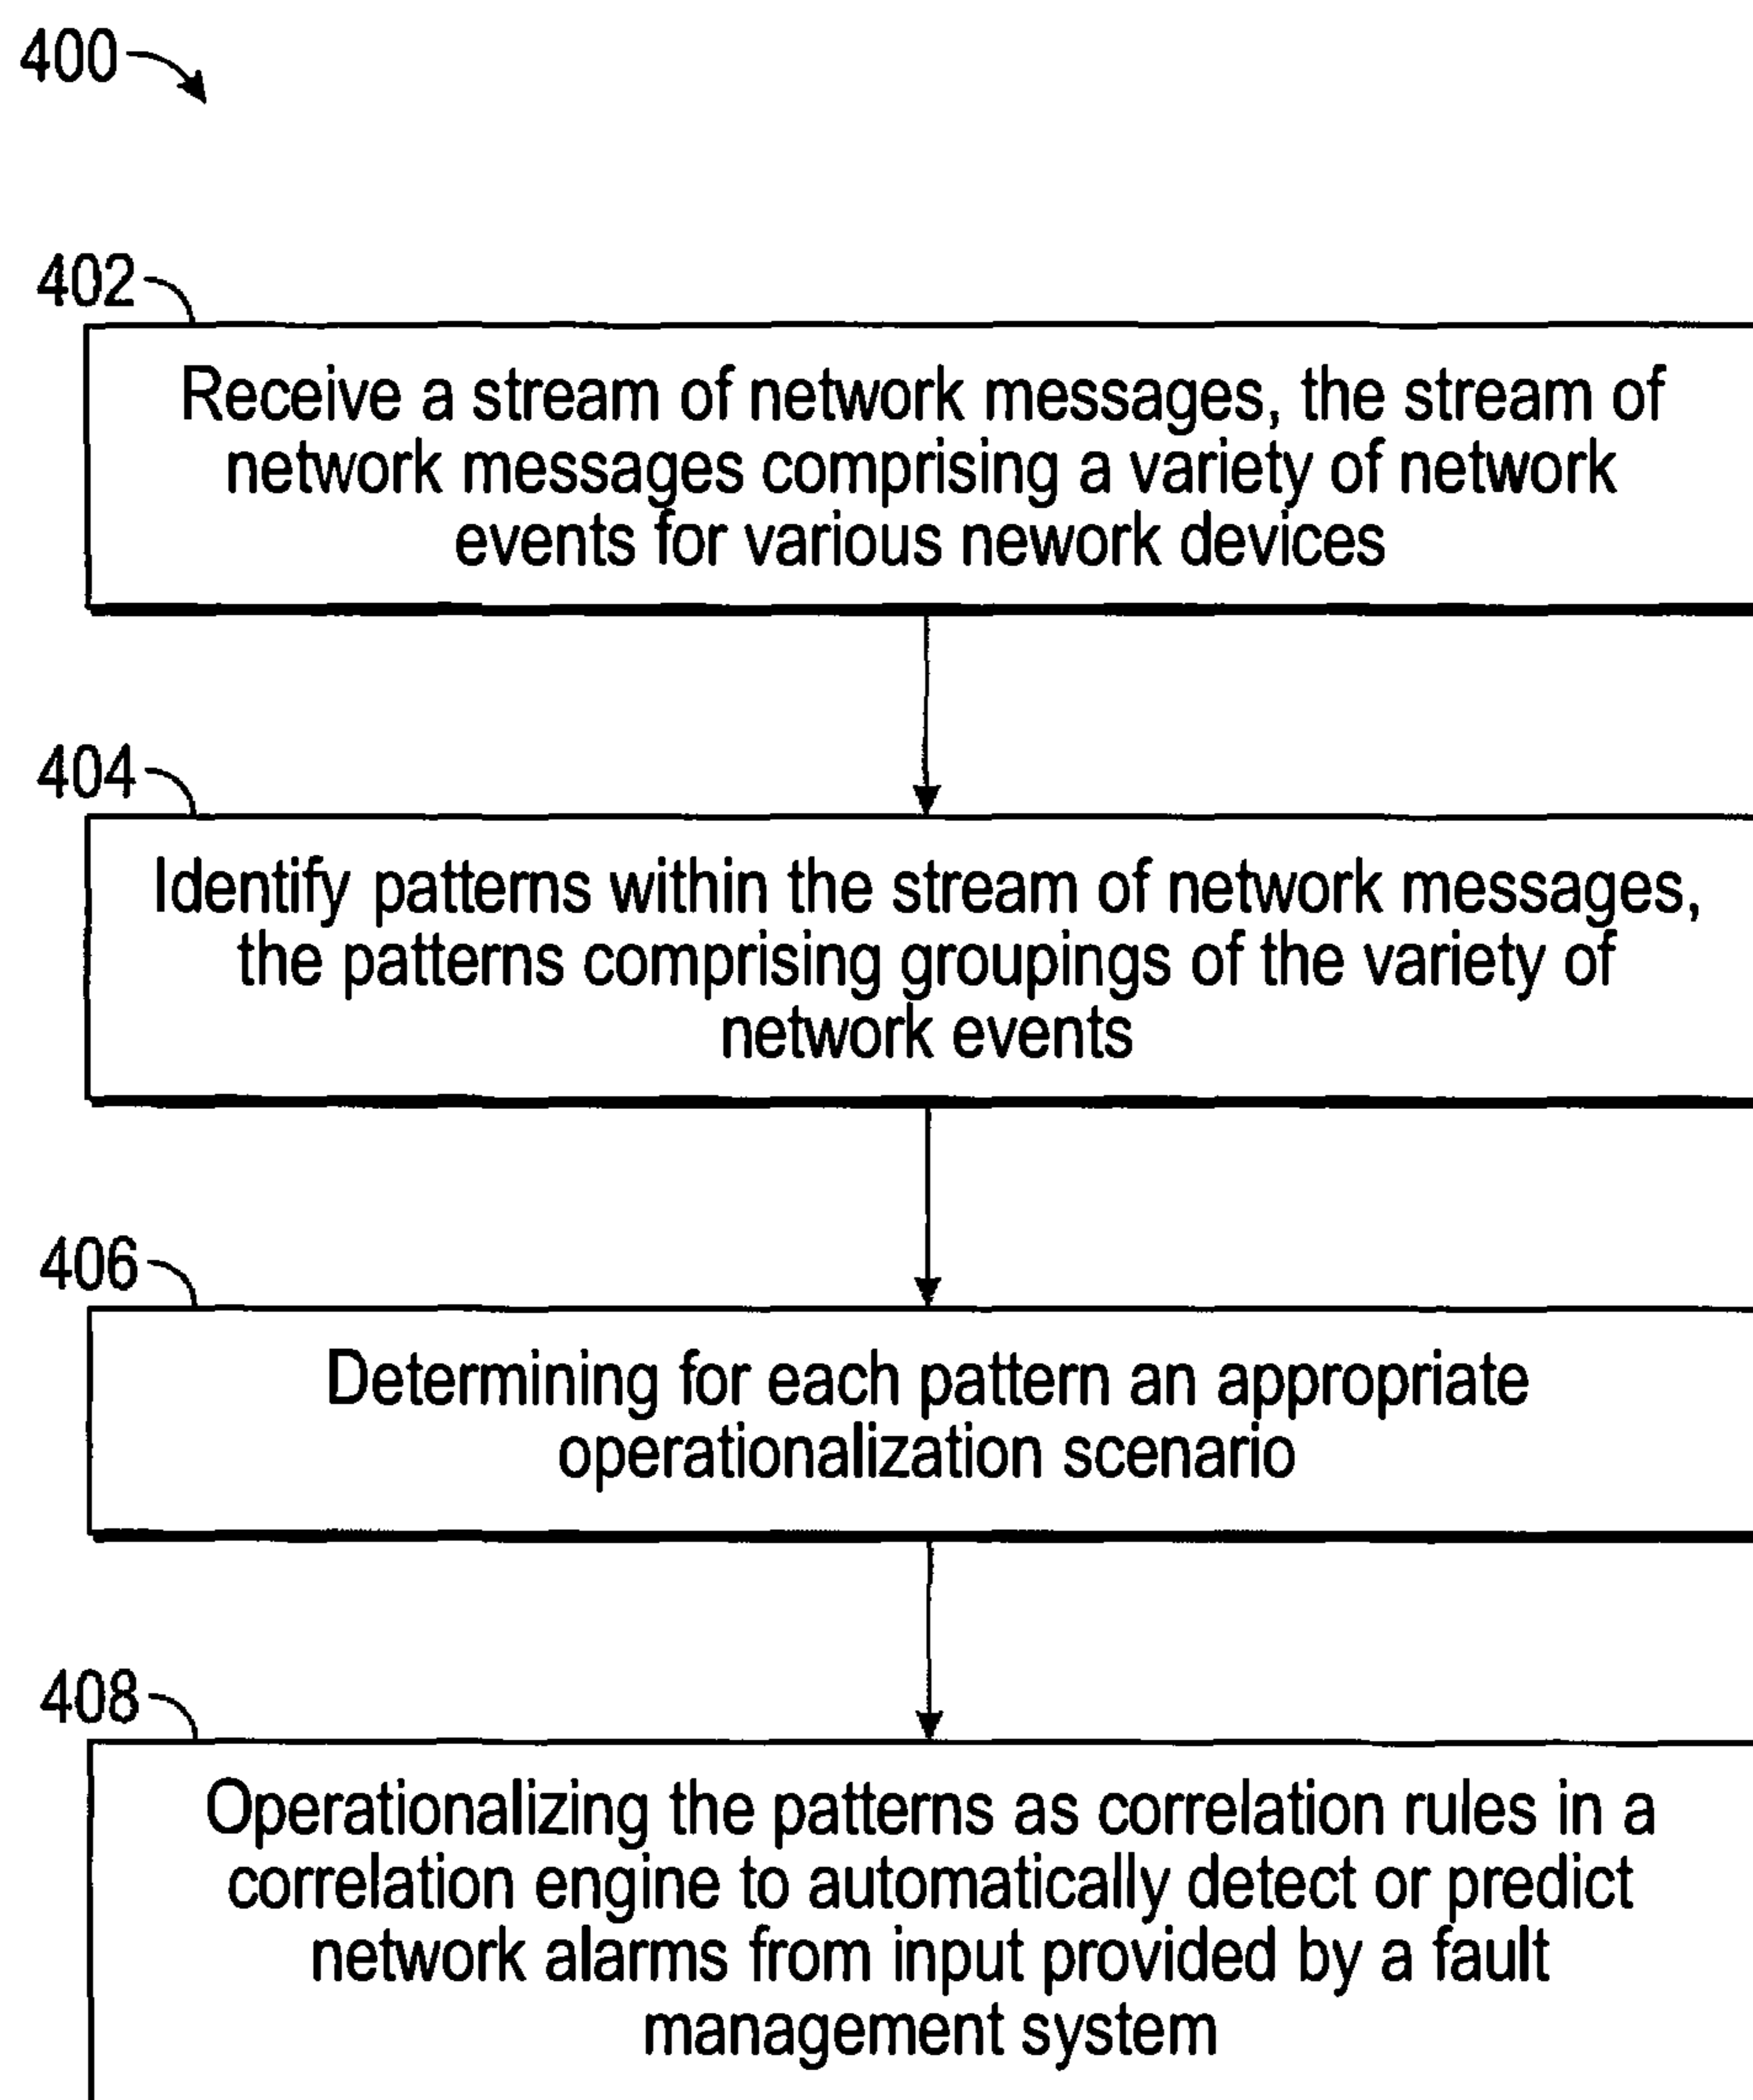 400
402
Receive a stream of network messages, the stream of
network messages comprising a variety of network
events for various nework devices
404
Identify patterns within the stream of network messages,
the patterns comprising groupings of the variety of
network events
406
Determining for each pattern an appropriate
operationalization scenario
408
Operationalizing the patterns as correlation rules in a
correlation engine to automatically detect or predict
network alarms from input provided by a fault
management system